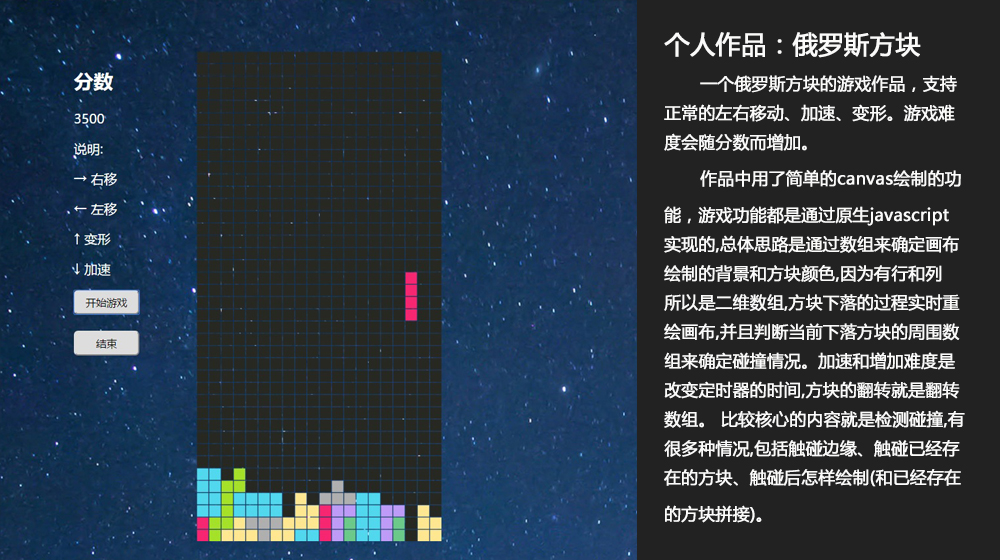 分数
3500
说明:
→ 右移
← 左移
↑ 变形
↓ 加速
开始游戏
结束
个人作品：俄罗斯方块
一个俄罗斯方块的游戏作品，支持
正常的左右移动、加速、变形。游戏难
度会随分数而增加。
作品中用了简单的canvas绘制的功
能，游戏功能都是通过原生javascript
实现的,总体思路是通过数组来确定画布
绘制的背景和方块颜色,因为有行和列
所以是二维数组,方块下落的过程实时重
绘画布,并且判断当前下落方块的周围数
组来确定碰撞情况。加速和增加难度是
改变定时器的时间,方块的翻转就是翻转
数组。 比较核心的内容就是检测碰撞,有
很多种情况,包括触碰边缘、触碰已经存
在的方块、触碰后怎样绘制(和已经存在
的方块拼接)。